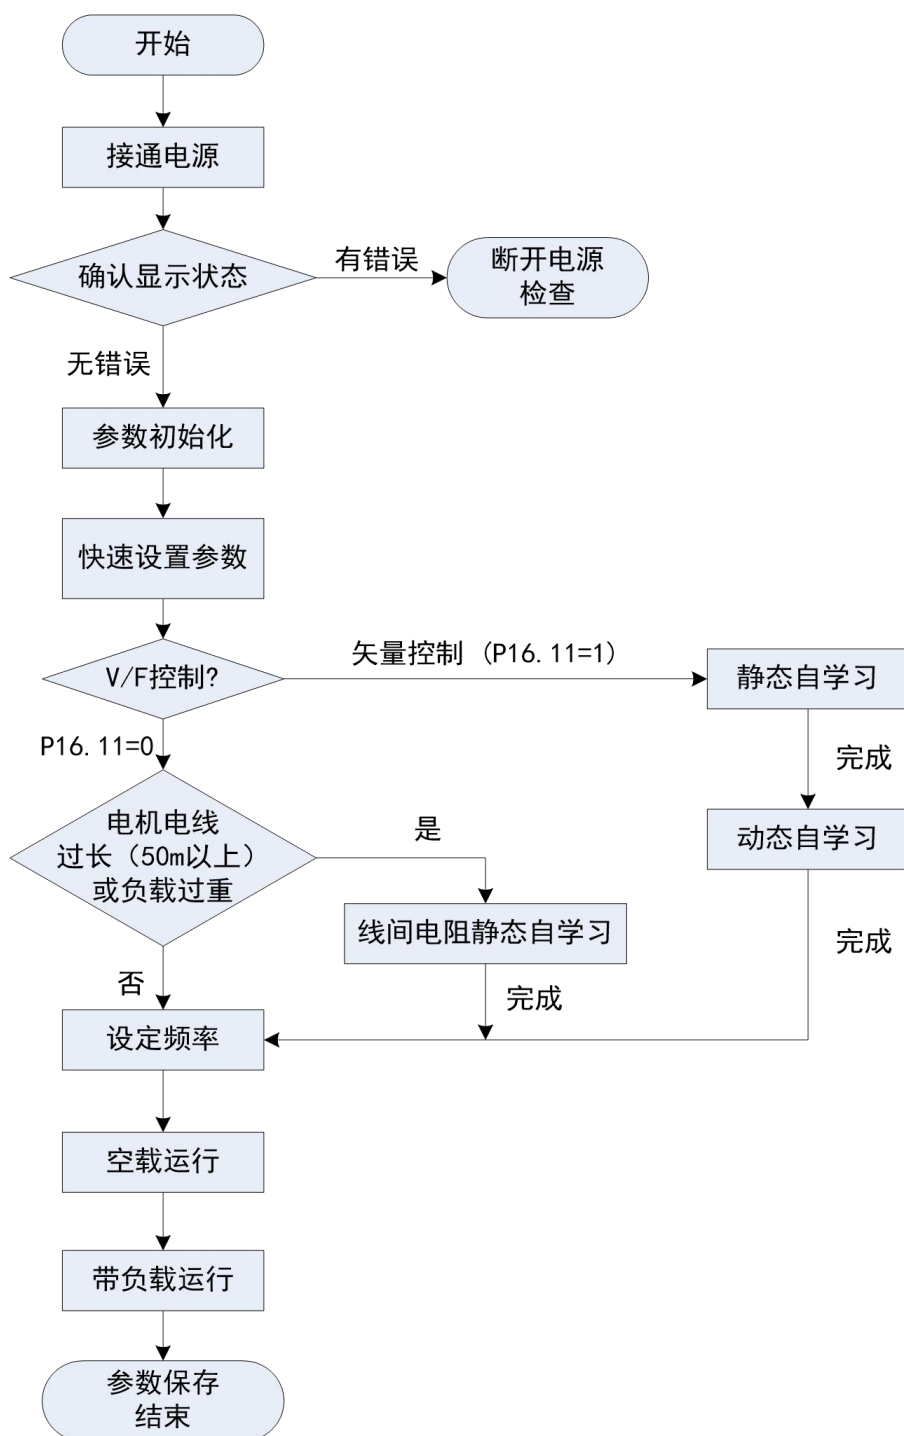 开始
接通电源
确认显示状态
有错误
断开电源
检查
无错误
参数初始化
快速设置参数
V/F控制?
矢量控制 (P16.11=1)
静态自学习
P16.11=0
完成
电机电线
过长（50m以上）
或负载过重
是
动态自学习
线间电阻静态自学习
完成
否
完成
设定频率
空载运行
带负载运行
参数保存
结束